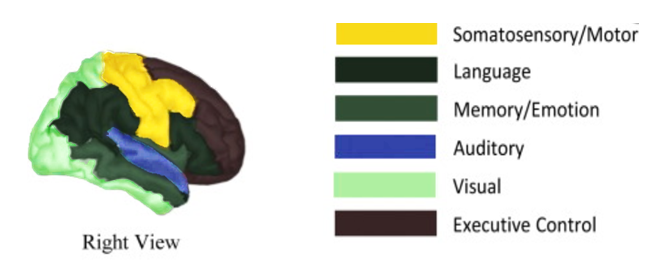 Somatosensory/Motor
Language
Memory/Emotion
Auditory
Visual
Executive Control
Right View